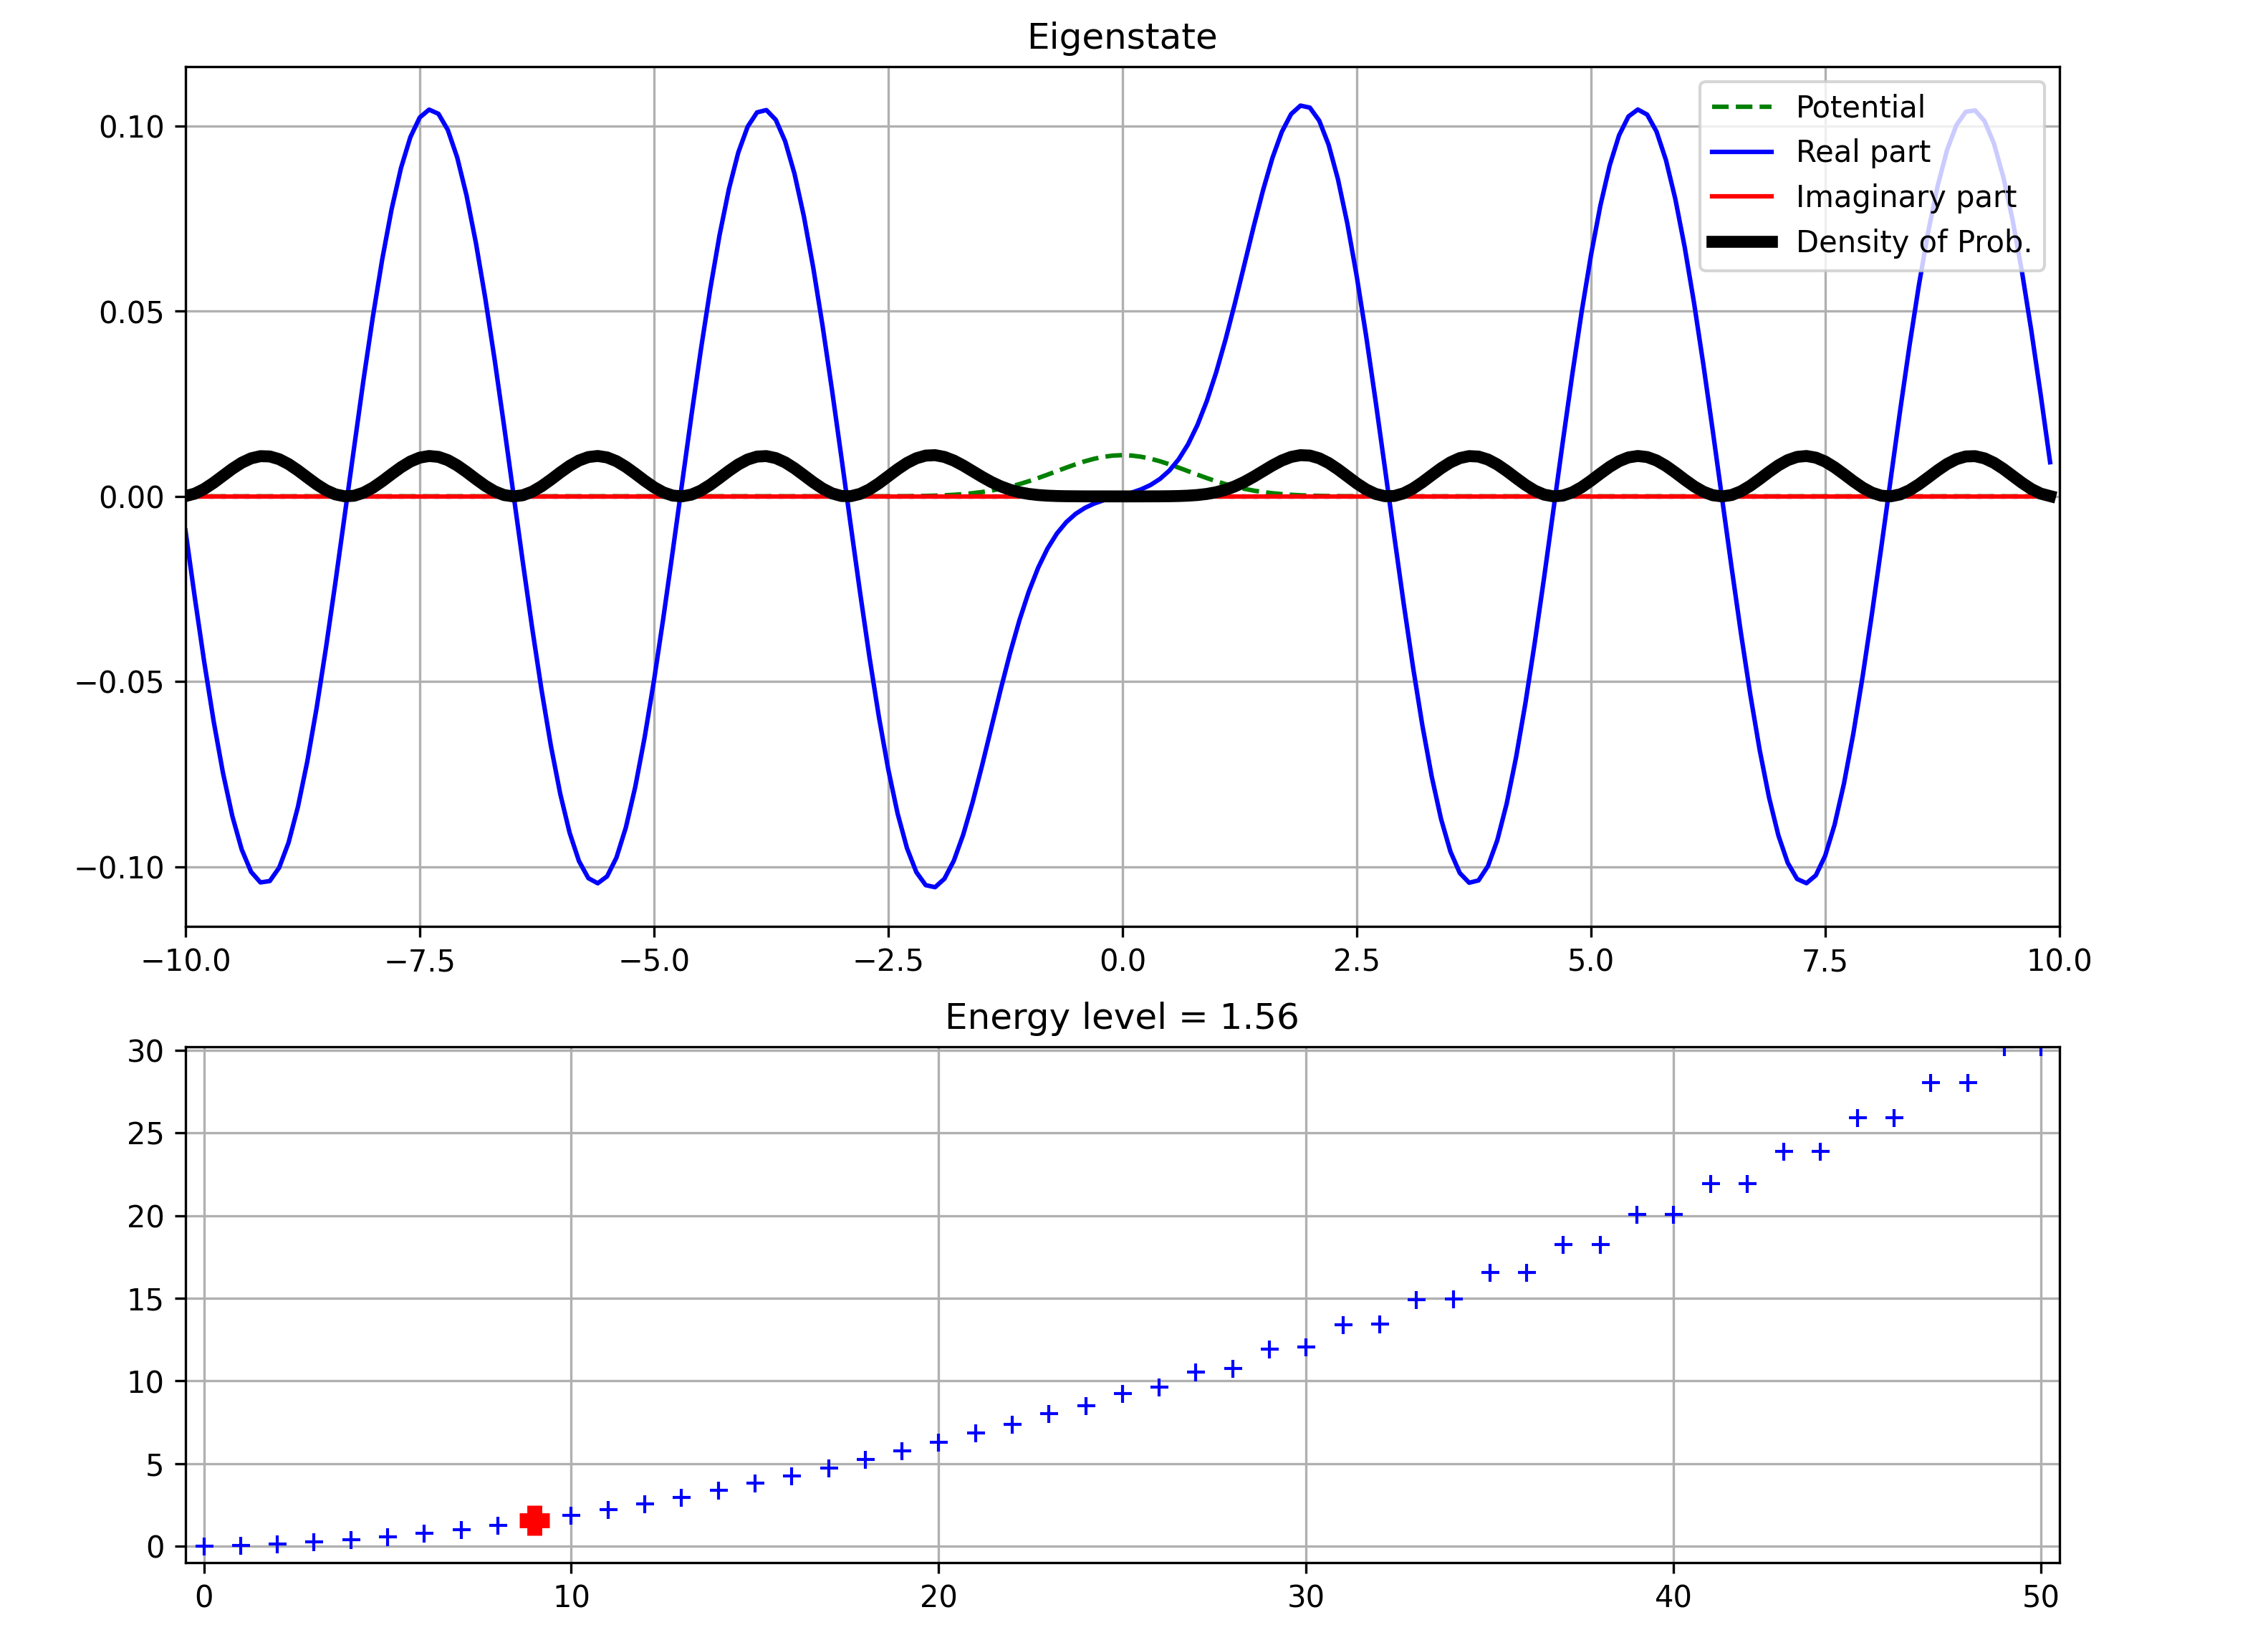 Eigenstate
0.10
0.05
0.00
−0.05
−0.10
Potential
Real part
Imaginary part
Density of Prob.
−10.0 −7.5 −5.0 −2.5 0.0 2.5 5.0 7.5 10.0
Energy level = 1.56
30
25
20
15
10
5
0
0 10 20 30 40 50